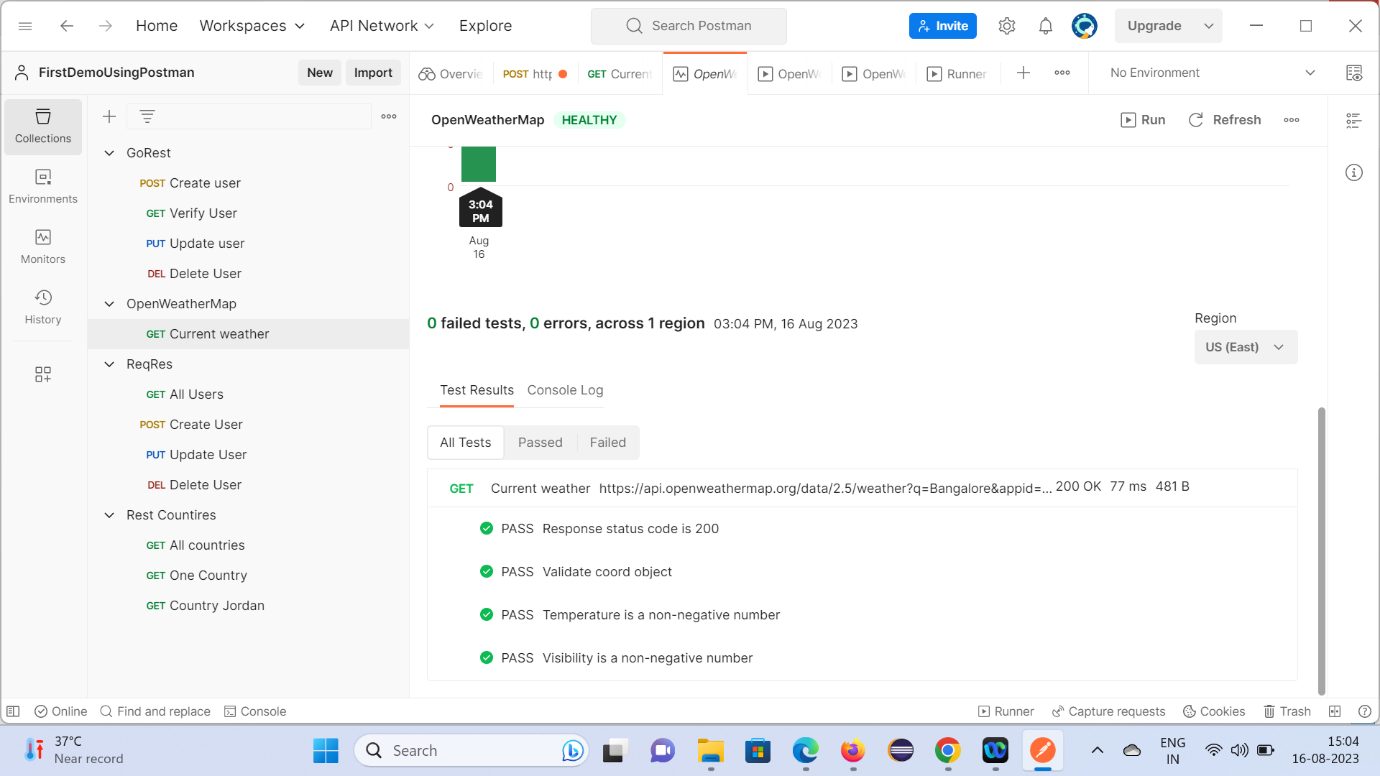 Home Workspaces API Network Explore Search Postman Invite Upgrade
FirstDemoUsingPostman New Import Overvie POST http GET Current OpenWe OpenWe OpenWe Runner No Environment
Collections
Environments
Monitors
History
GoRest
POST Create user
GET Verify User
PUT Update user
DEL Delete User
OpenWeatherMap
GET Current weather
ReqRes
GET All Users
POST Create User
PUT Update User
DEL Delete User
Rest Countires
GET All countries
GET One Country
GET Country Jordan
OpenWeatherMap HEALTHY Run Refresh
0
3:04
PM
Aug
16
0 failed tests, 0 errors, across 1 region 03:04 PM, 16 Aug 2023
Region
US (East)
Test Results Console Log
All Tests Passed Failed
GET Current weather https://api.openweathermap.org/data/2.5/weather?q=Bangalore&appid=... 200 OK 77 ms 481 B
PASS Response status code is 200
PASS Validate coord object
PASS Temperature is a non-negative number
PASS Visibility is a non-negative number
Online Find and replace Console Runner Capture requests Cookies Trash
37°C
Near record
Search
ENG
IN
15:04
16-08-2023